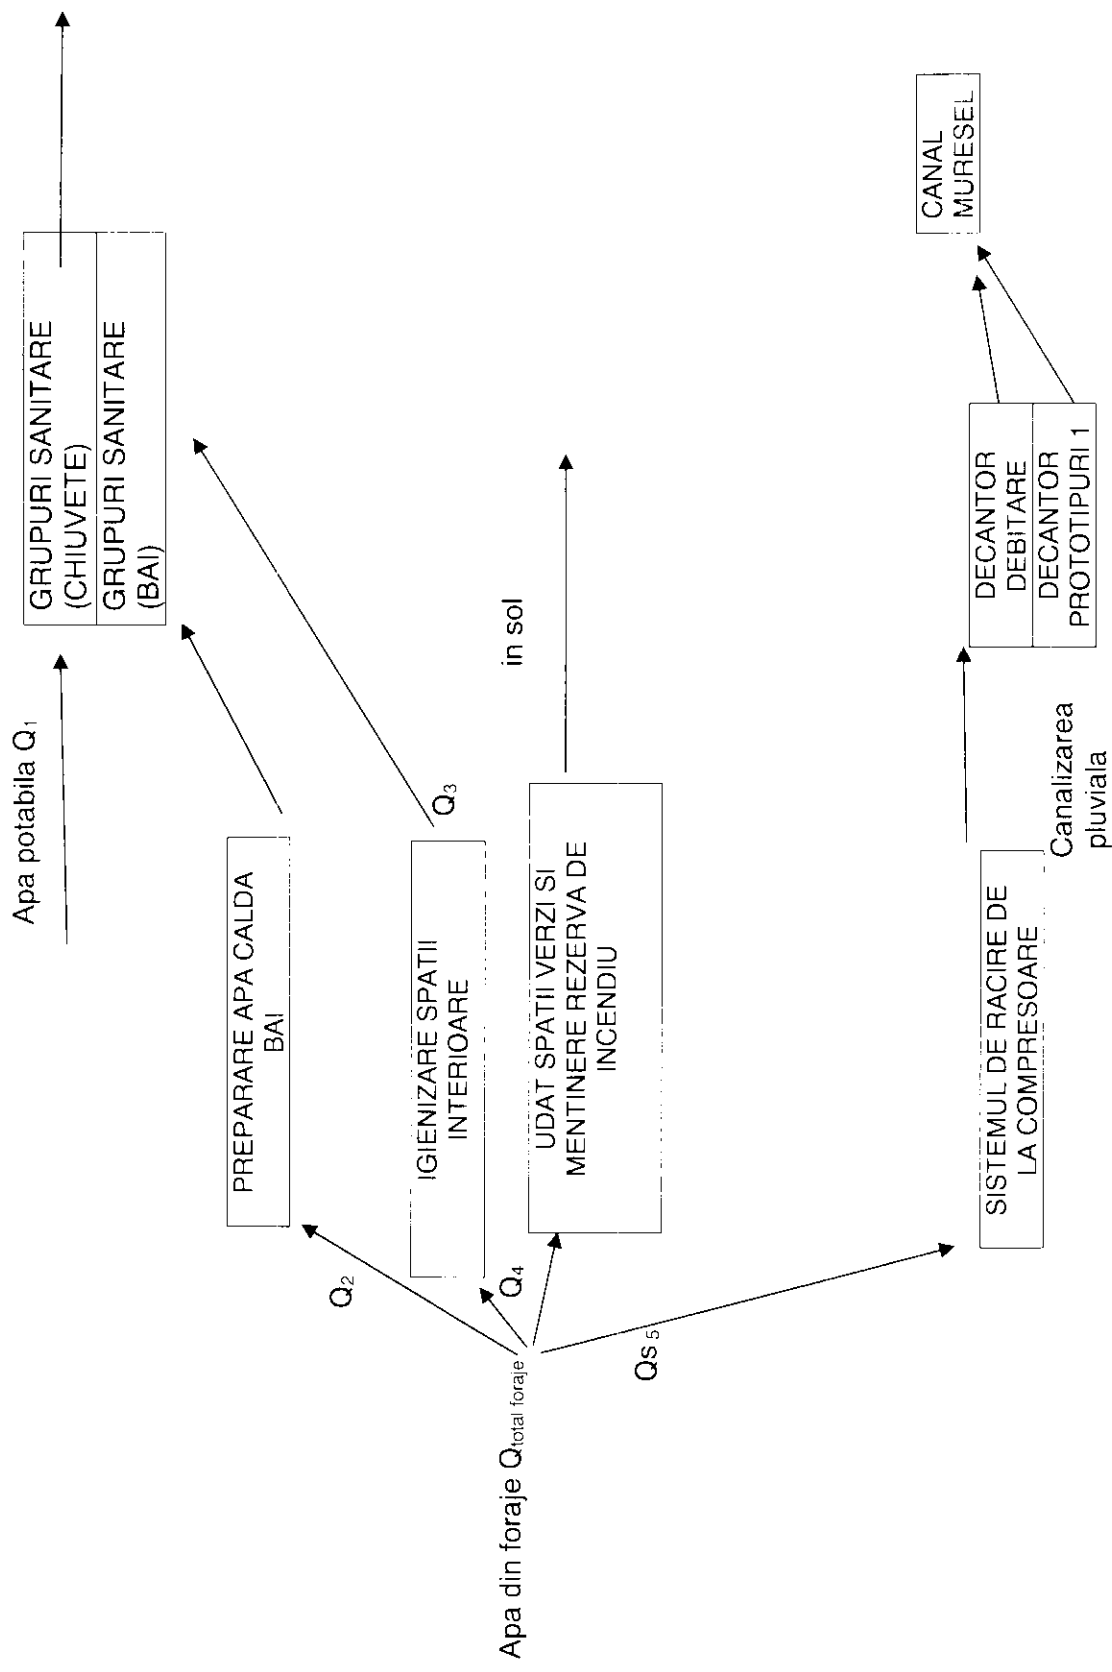 Apa potabila Q1
GRUPURI SANITARE
(CHIUVETE)
GRUPURI SANITARE
(BAI)
PREPARARE APA CALDA
BAI
Q2
IGIENIZARE SPATII
INTERIOARE
Q3
Q4
UDAT SPATII VERZI SI
MENTINERE REZERVA DE
INCENDIU
in sol
Apa din foraje Qtotal foraje
Qs 5
SISTEMUL DE RACIRE DE
LA COMPRESOARE
Canalizarea
pluviala
DECANTOR
DEBITARE
DECANTOR
PROTOTIPURI 1
CANAL
MURESEL